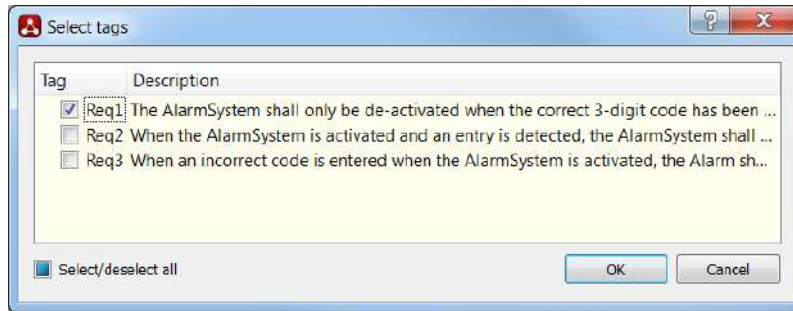 Select tags
Tag Description
Req1 The AlarmSystem shall only be de-activated when the correct 3-digit code has been ...
Req2 When the AlarmSystem is activated and an entry is detected, the AlarmSystem shall ...
Req3 When an incorrect code is entered when the AlarmSystem is activated, the Alarm sh...
Select/deselect all
OK Cancel